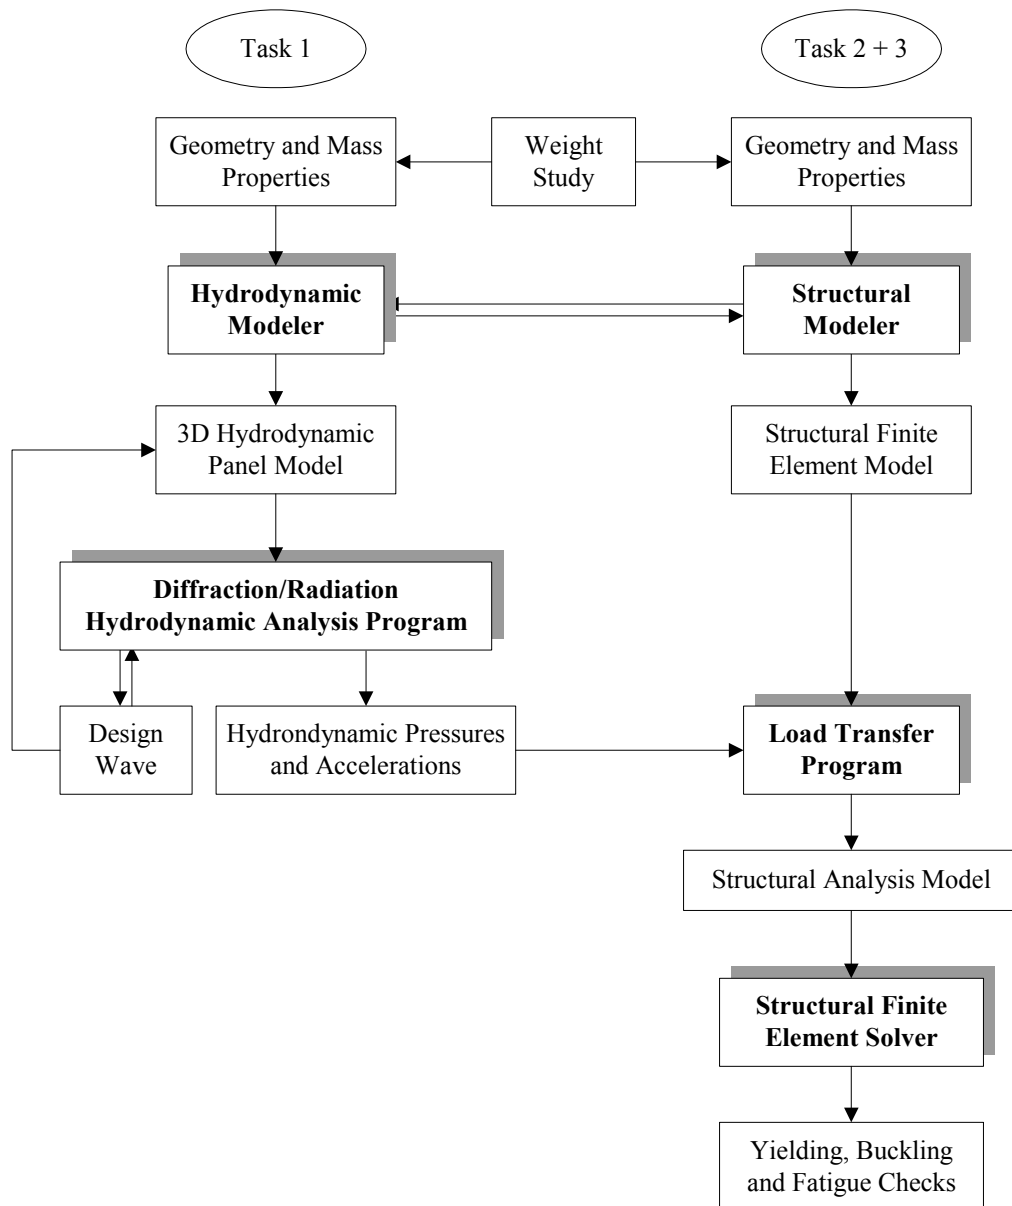 Task 1
Task 2 + 3
Geometry and Mass
Properties
Weight
Study
Geometry and Mass
Properties
Hydrodynamic
Modeler
Structural
Modeler
3D Hydrodynamic
Panel Model
Structural Finite
Element Model
Diffraction/Radiation
Hydrodynamic Analysis Program
Design
Wave
Hydrondynamic Pressures
and Accelerations
Load Transfer
Program
Structural Analysis Model
Structural Finite
Element Solver
Yielding, Buckling
and Fatigue Checks